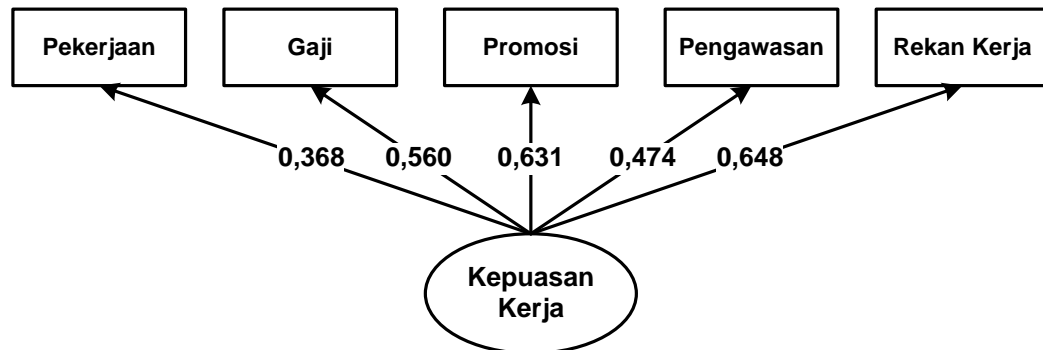 Pekerjaan
Gaji
Promosi
Pengawasan
Rekan Kerja
0,368
0,560
0,631
0,474
0,648
Kepuasan
Kerja